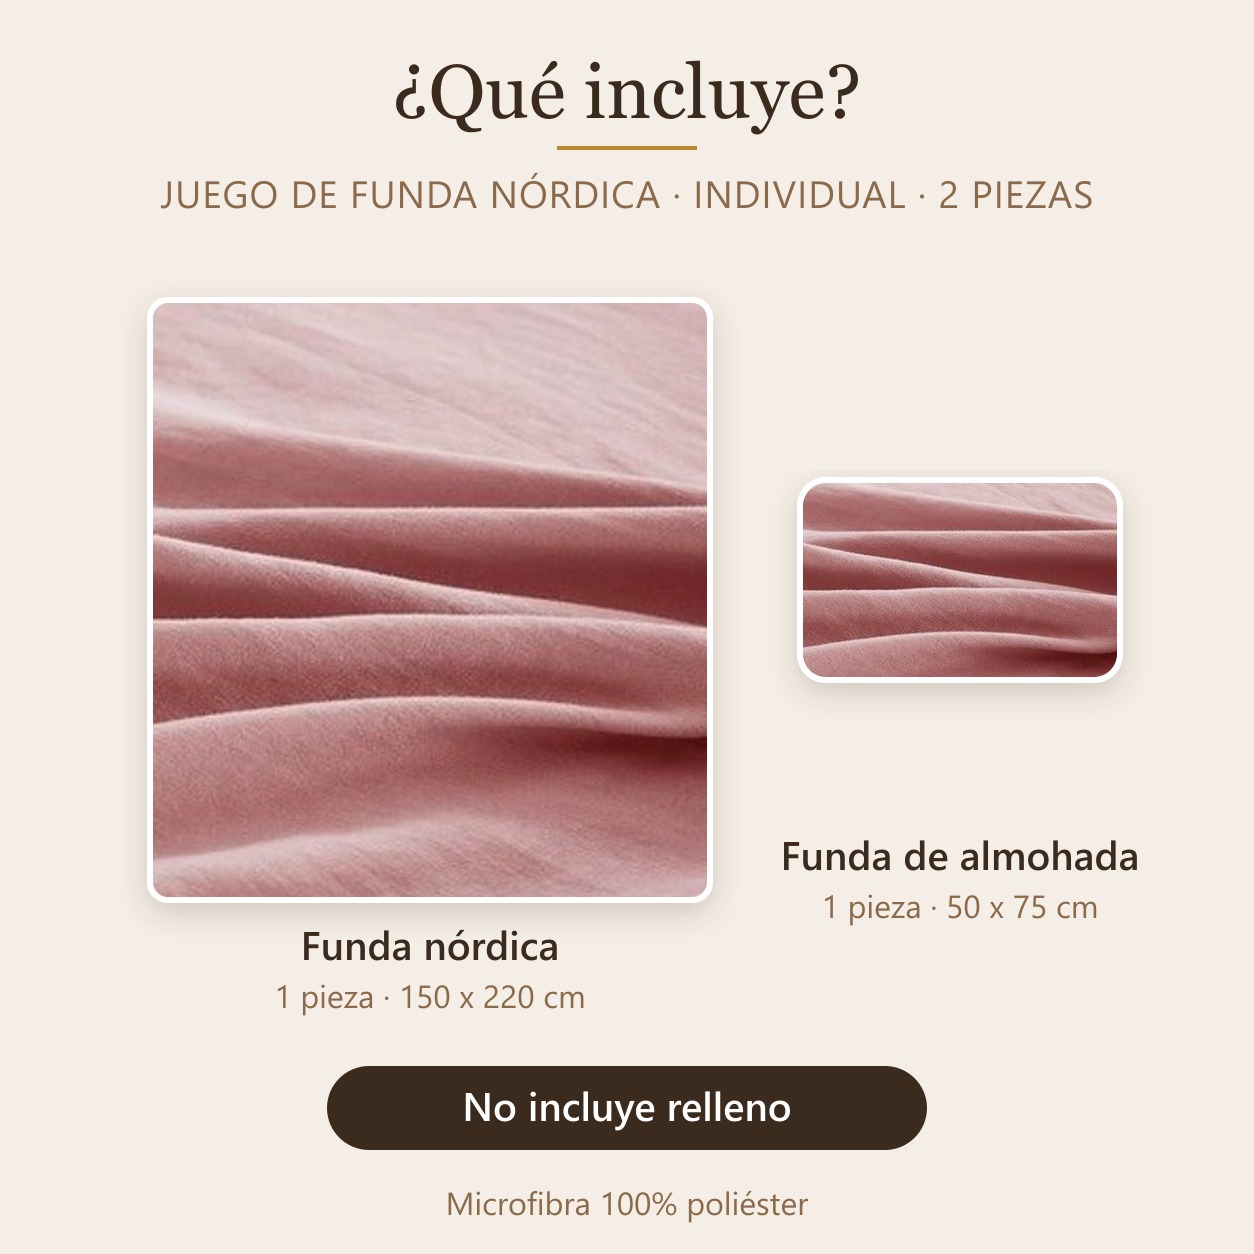 ¿Qué incluye?
JUEGO DE FUNDA NÓRDICA · INDIVIDUAL · 2 PIEZAS
Funda de almohada
1 pieza · 50 x 75 cm
Funda nórdica
1 pieza · 150 x 220 cm
No incluye relleno
Microfibra 100% poliéster